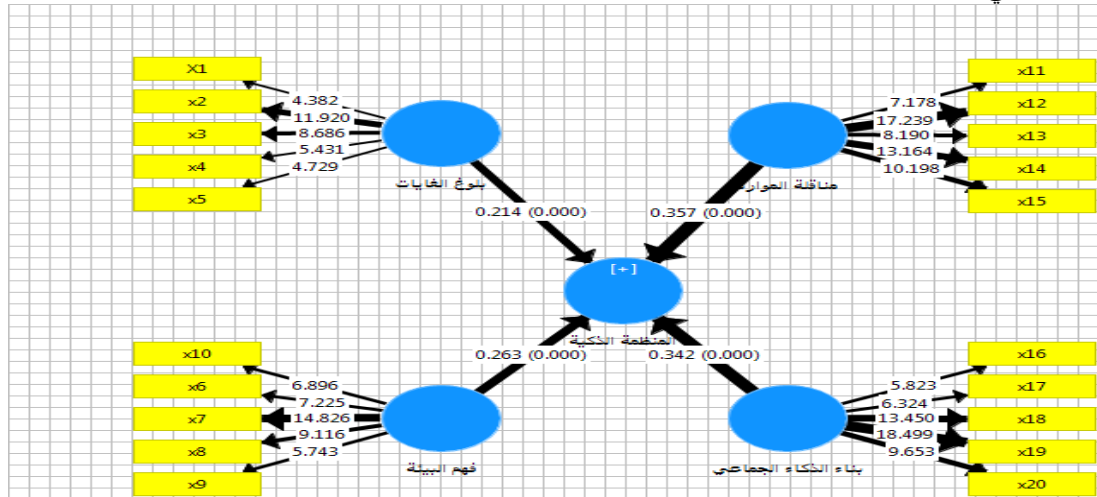 X1
x2
x3
x4
x5
4.382
11.920
8.686
5.431
4.729
بلوغ الغايات
0.214 (0.000)
x11
x12
x13
x14
x15
7.178
17.239
8.190
13.164
10.198
مناقلة الموارد
0.357 (0.000)
[+]
المنظمة الذكية
x10
x6
x7
x8
x9
6.896
7.225
14.826
9.116
5.743
فهم البيئة
0.263 (0.000)
x16
x17
x18
x19
x20
5.823
6.324
13.450
18.499
9.653
بناء الذكاء الجماعي
0.342 (0.000)